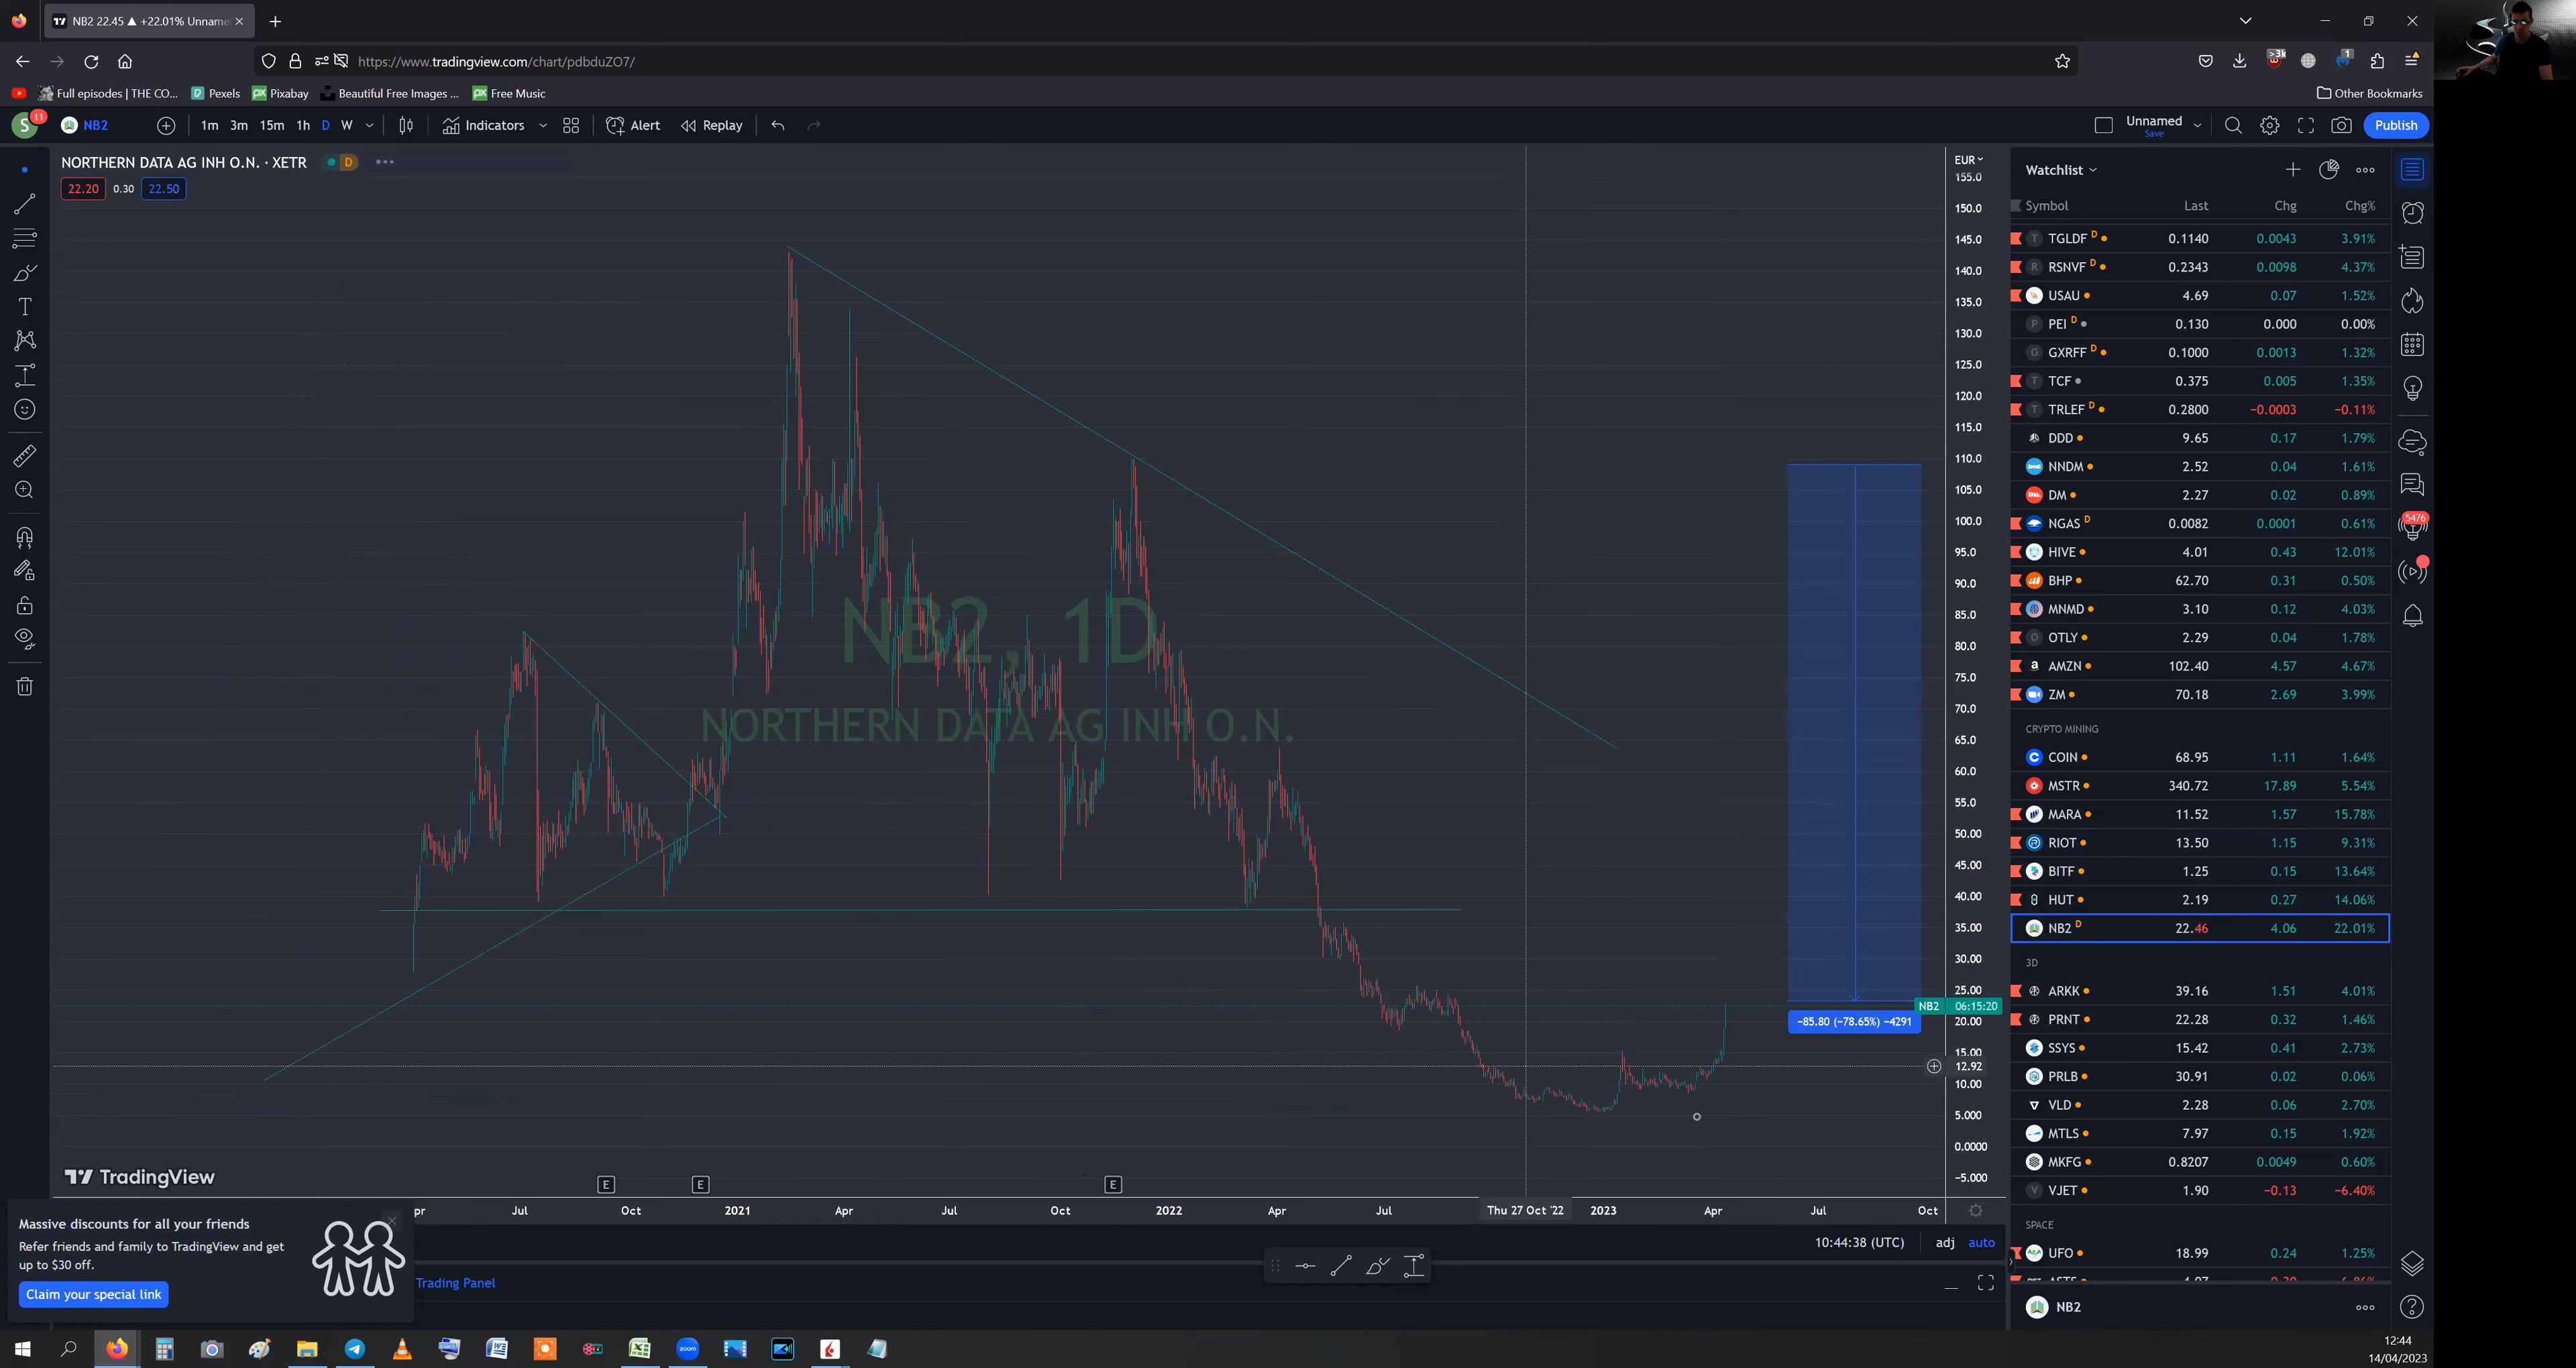 NB2 22.45 ▲ +22.01% Unname
https://www.tradingview.com/chart/pdbduZO7/
>3k
1
Full episodes | THE CO...
Pexels
Pixabay
Beautiful Free Images ...
Free Music
Other Bookmarks
S
11
NB2
1m
3m
15m
1h
D
W
Indicators
Alert
Replay
Unnamed
Save
Publish
NORTHERN DATA AG INH O.N. · XETR
D
22.20
0.30
22.50
EUR
155.0
150.0
145.0
140.0
135.0
130.0
125.0
120.0
115.0
110.0
105.0
100.0
95.0
90.0
85.0
80.0
75.0
70.0
65.0
60.0
55.0
50.00
45.00
40.00
35.00
30.00
25.00
NB2 06:15:20
20.00
15.00
12.92
10.00
5.000
0.0000
−5.000
NB2, 1D
NORTHERN DATA AG INH O.N.
−85.80 (−78.65%) −4291
TradingView
E
E
E
pr
Jul
Oct
2021
Apr
Jul
Oct
2022
Apr
Jul
Thu 27 Oct '22
2023
Apr
Jul
Oct
10:44:38 (UTC)
adj
auto
Trading Panel
Massive discounts for all your friends
Refer friends and family to TradingView and get
up to $30 off.
Claim your special link
Watchlist
Symbol Last Chg Chg%
T TGLDF D 0.1140 0.0043 3.91%
R RSNVF D 0.2343 0.0098 4.37%
USAU 4.69 0.07 1.52%
P PEI D 0.130 0.000 0.00%
G GXRFF D 0.1000 0.0013 1.32%
T TCF 0.375 0.005 1.35%
T TRLEF D 0.2800 −0.0003 −0.11%
DDD 9.65 0.17 1.79%
NNDM 2.52 0.04 1.61%
DM 2.27 0.02 0.89%
NGAS D 0.0082 0.0001 0.61%
HIVE 4.01 0.43 12.01%
BHP 62.70 0.31 0.50%
MNMD 3.10 0.12 4.03%
O OTLY 2.29 0.04 1.78%
AMZN 102.40 4.57 4.67%
ZM 70.18 2.69 3.99%
CRYPTO MINING
COIN 68.95 1.11 1.64%
MSTR 340.72 17.89 5.54%
MARA 11.52 1.57 15.78%
RIOT 13.50 1.15 9.31%
BITF 1.25 0.15 13.64%
HUT 2.19 0.27 14.06%
NB2 D 22.46 4.06 22.01%
3D
ARKK 39.16 1.51 4.01%
PRNT 22.28 0.32 1.46%
SSYS 15.42 0.41 2.73%
PRLB 30.91 0.02 0.06%
VLD 2.28 0.06 2.70%
MTLS 7.97 0.15 1.92%
MKFG 0.8207 0.0049 0.60%
V VJET 1.90 −0.13 −6.40%
SPACE
UFO 18.99 0.24 1.25%
NB2
5476
zoom
12:44
14/04/2023